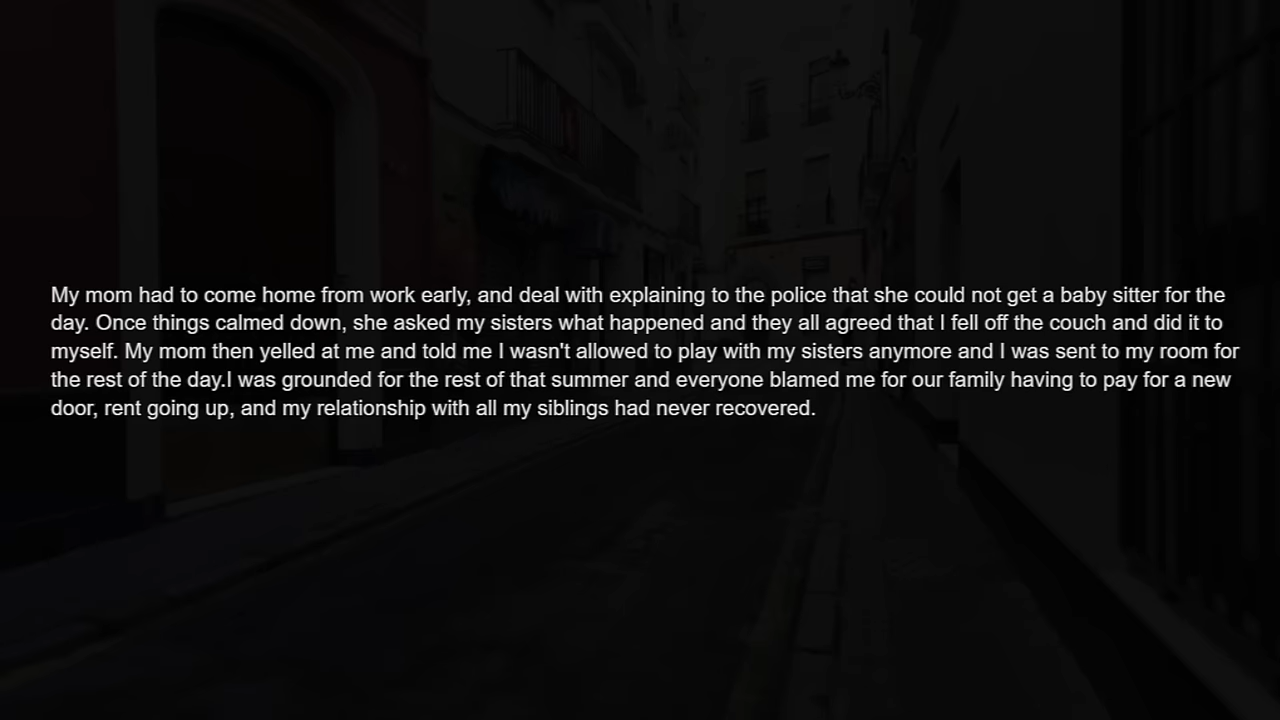 My mom had to come home from work early, and deal with explaining to the police that she could not get a baby sitter for the
day. Once things calmed down, she asked my sisters what happened and they all agreed that I fell off the couch and did it to
myself. My mom then yelled at me and told me I wasn't allowed to play with my sisters anymore and I was sent to my room for
the rest of the day.I was grounded for the rest of that summer and everyone blamed me for our family having to pay for a new
door, rent going up, and my relationship with all my siblings had never recovered.